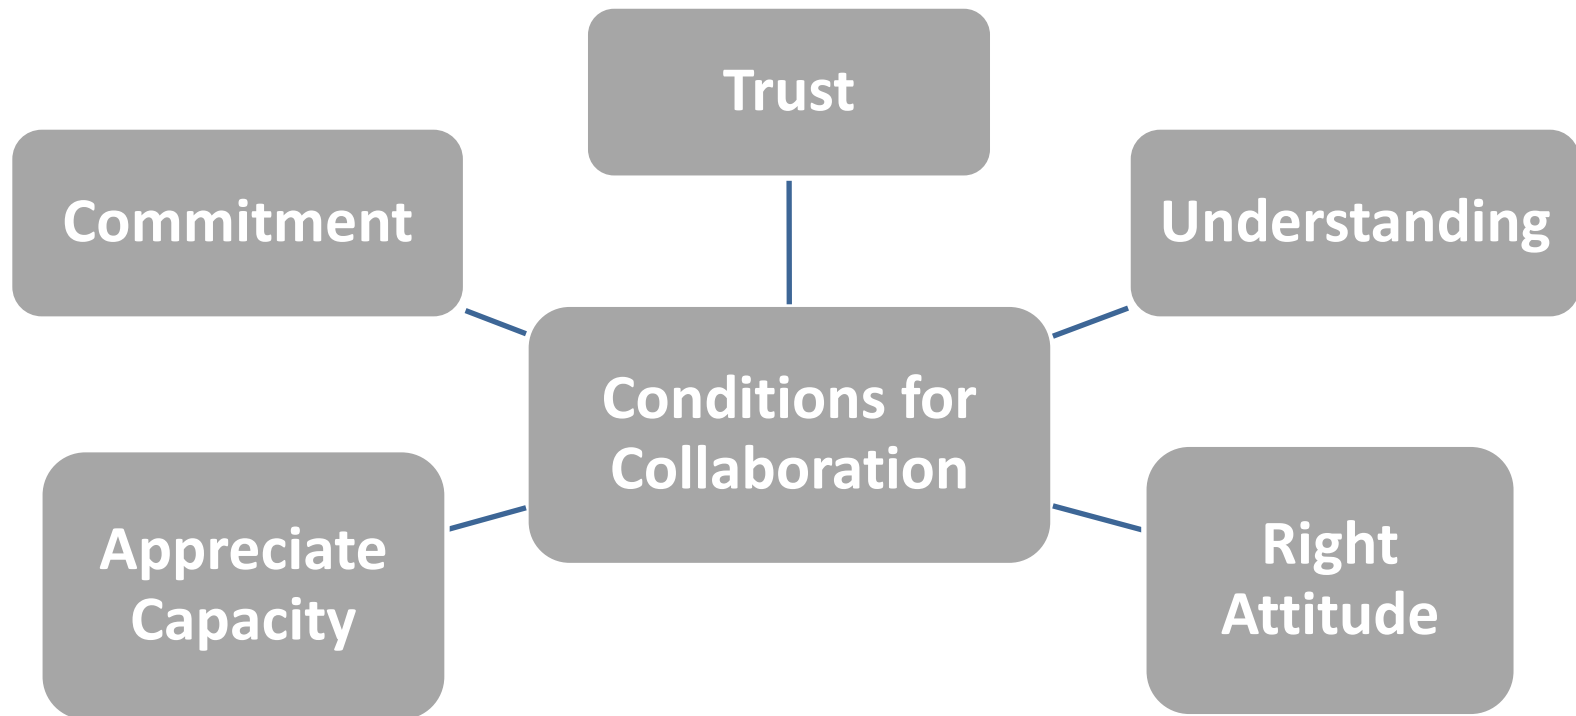 Trust
Commitment
Understanding
Conditions for
Collaboration
Appreciate
Capacity
Right
Attitude